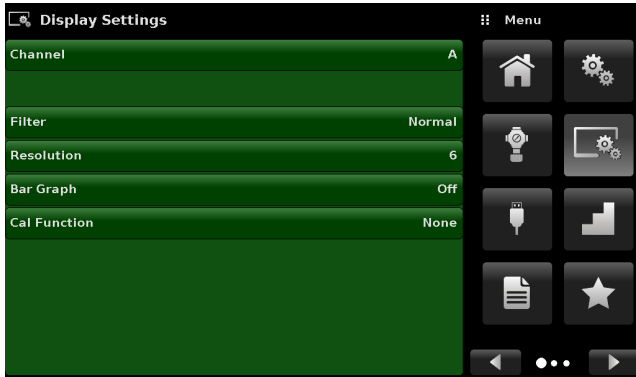 Display Settings
Menu
Channel A
Filter Normal
Resolution 6
Bar Graph Off
Cal Function None